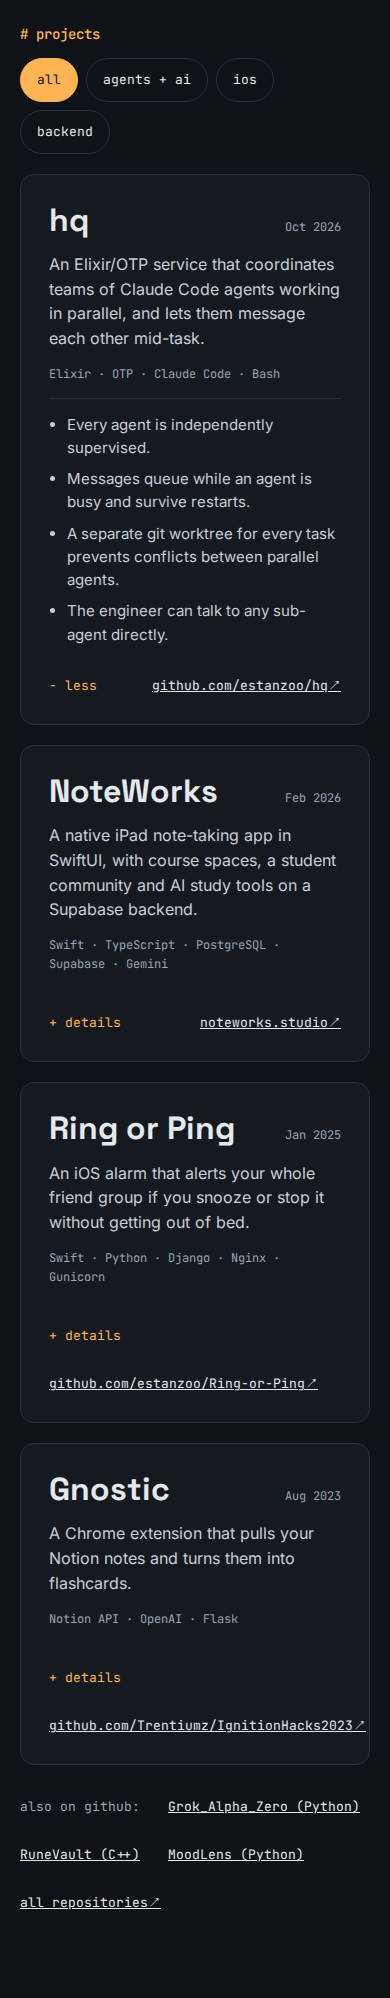 # projects
all
agents + ai
ios
backend
hq
Oct 2026
An Elixir/OTP service that coordinates
teams of Claude Code agents working
in parallel, and lets them message
each other mid-task.
Elixir · OTP · Claude Code · Bash
• Every agent is independently
supervised.
• Messages queue while an agent is
busy and survive restarts.
• A separate git worktree for every task
prevents conflicts between parallel
agents.
• The engineer can talk to any sub-
agent directly.
- less
github.com/estanzoo/hq↗
NoteWorks
Feb 2026
A native iPad note-taking app in
SwiftUI, with course spaces, a student
community and AI study tools on a
Supabase backend.
Swift · TypeScript · PostgreSQL ·
Supabase · Gemini
+ details
noteworks.studio↗
Ring or Ping
Jan 2025
An iOS alarm that alerts your whole
friend group if you snooze or stop it
without getting out of bed.
Swift · Python · Django · Nginx ·
Gunicorn
+ details
github.com/estanzoo/Ring-or-Ping↗
Gnostic
Aug 2023
A Chrome extension that pulls your
Notion notes and turns them into
flashcards.
Notion API · OpenAI · Flask
+ details
github.com/Trentiumz/IgnitionHacks2023↗
also on github:
Grok_Alpha_Zero (Python)
RuneVault (C++)
MoodLens (Python)
all repositories↗